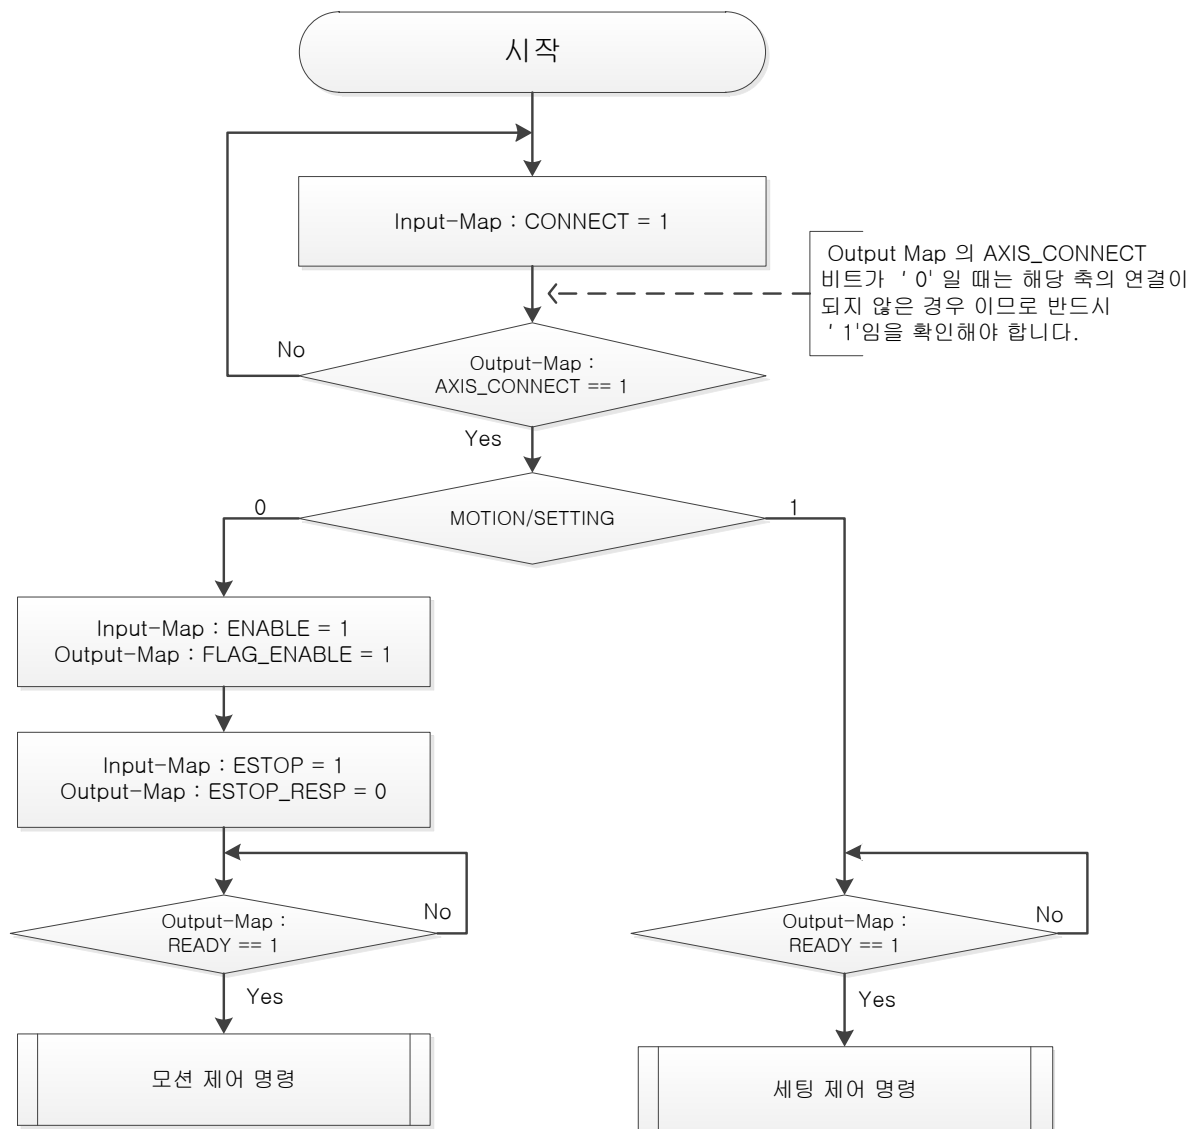 시작
Input-Map : CONNECT = 1
Output Map 의 AXIS_CONNECT
비트가 ' 0' 일 때는 해당 축의 연결이
되지 않은 경우 이므로 반드시
' 1'임을 확인해야 합니다.
No
Output-Map :
AXIS_CONNECT == 1
Yes
0
MOTION/SETTING
1
Input-Map : ENABLE = 1
Output-Map : FLAG_ENABLE = 1
Input-Map : ESTOP = 1
Output-Map : ESTOP_RESP = 0
Output-Map :
READY == 1
No
Yes
모션 제어 명령
Output-Map :
READY == 1
No
Yes
세팅 제어 명령